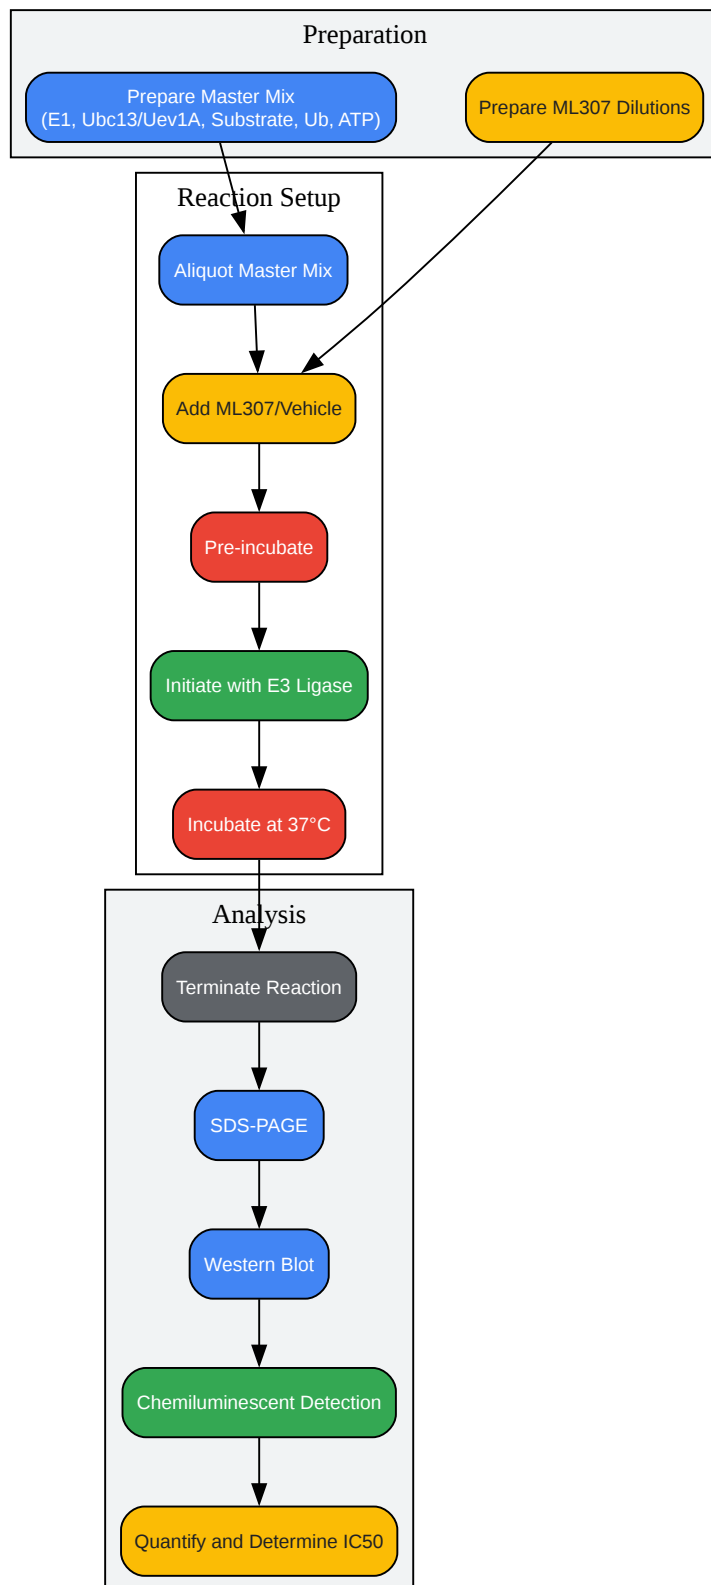 Preparation
Prepare Master Mix
(E1, Ubc13/Uev1A, Substrate, Ub, ATP)
Prepare ML307 Dilutions
Reaction Setup
Aliquot Master Mix
Add ML307/Vehicle
Pre-incubate
Initiate with E3 Ligase
Incubate at 37°C
Analysis
Terminate Reaction
SDS-PAGE
Western Blot
Chemiluminescent Detection
Quantify and Determine IC50